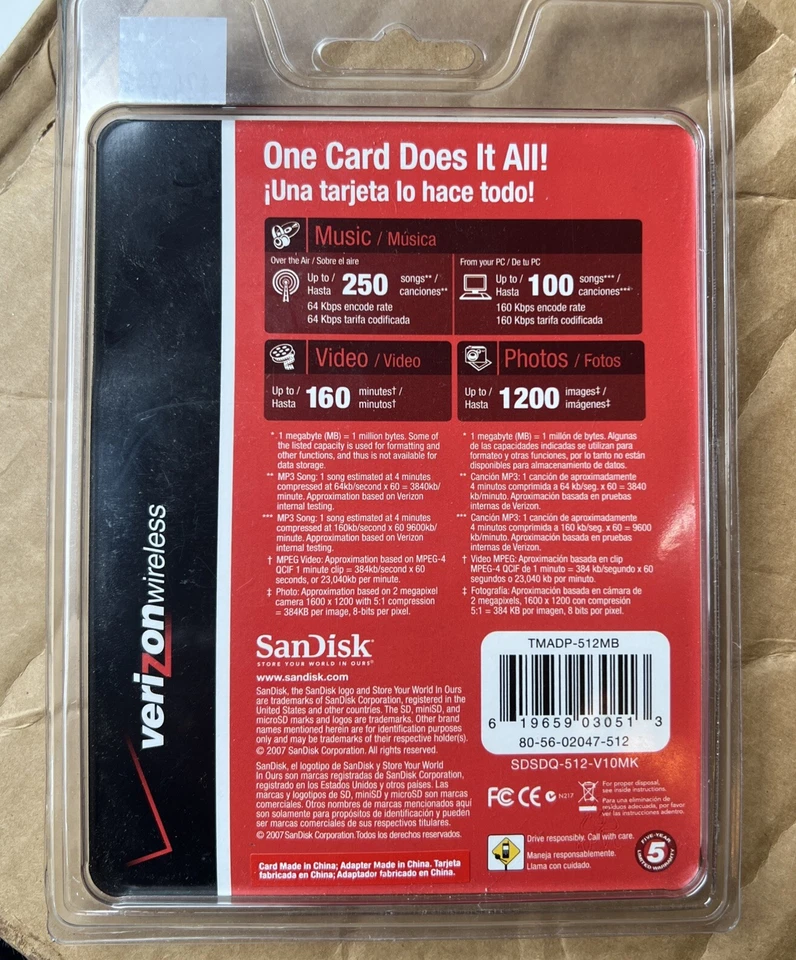 One Card Does It All!
¡Una tarjeta lo hace todo!
Music / Música
Over the Air / Sobre el aire
Up to / Hasta 250 songs** / canciones**
64 Kbps encode rate
64 Kbps tarifa codificada
From your PC / De tu PC
Up to / Hasta 100 songs*** / canciones***
160 Kbps encode rate
160 Kbps tarifa codificada
Video / Video
Up to / Hasta 160 minutes† / minutos†
Photos / Fotos
Up to / Hasta 1200 images‡ / imágenes‡
* 1 megabyte (MB) = 1 million bytes. Some of
the listed capacity is used for formatting and
other functions, and thus is not available for
data storage.
** MP3 Song: 1 song estimated at 4 minutes
compressed at 64kb/second x 60 = 3840kb/
minute. Approximation based on Verizon
internal testing.
*** MP3 Song: 1 song estimated at 4 minutes
compressed at 160kb/second x 60 9600kb/
minute. Approximation based on Verizon
internal testing.
† MPEG Video: Approximation based on MPEG-4
QCIF 1 minute clip = 384kb/second x 60
seconds, or 23,040kb per minute.
‡ Photo: Approximation based on 2 megapixel
camera 1600 x 1200 with 5:1 compression
= 384KB per image, 8-bits per pixel.
* 1 megabyte (MB) = 1 millón de bytes. Algunas
de las capacidades indicadas se utilizan para
formateo y otras funciones, por lo tanto no están
disponibles para almacenamiento de datos.
** Canción MP3: 1 canción de aproximadamente
4 minutos comprimida a 64 kb/seg. x 60 = 3840
kb/minuto. Aproximación basada en pruebas
internas de Verizon.
*** Canción MP3: 1 canción de aproximadamente
4 minutos comprimida a 160 kb/seg. x 60 = 9600
kb/minuto. Aproximación basada en pruebas
internas de Verizon.
† Video MPEG: Aproximación basada en clip
MPEG-4 QCIF de 1 minuto = 384 kb/segundo x 60
segundos o 23,040 kb por minuto.
‡ Fotografía: Aproximación basada en cámara de
2 megapixels, 1600 x 1200 con compresión
5:1 = 384 KB por imagen, 8 bits por pixel.
verizonwireless
SanDisk
STORE YOUR WORLD IN OURS®
www.sandisk.com
SanDisk, the SanDisk logo and Store Your World In Ours
are trademarks of SanDisk Corporation, registered in the
United States and other countries. The SD, miniSD, and
microSD marks and logos are trademarks. Other brand
names mentioned herein are for identification purposes
only and may be trademarks of their respective holder(s).
© 2007 SanDisk Corporation. All rights reserved.
SanDisk, el logotipo de SanDisk y Store Your World
In Ours son marcas registradas de SanDisk Corporation,
registrado en los Estados Unidos y otros países. Las
marcas y logotipos de SD, miniSD y microSD son marcas
comerciales. Otros nombres de marcas mencionados aquí
son solamente para propósitos de identificación y pueden
ser marcas comerciales de sus respectivos titulares.
© 2007 SanDisk Corporation. Todos los derechos reservados.
Card Made in China; Adapter Made in China. Tarjeta
fabricada en China; Adaptador fabricado en China.
TMADP-512MB
6 19659 03051 3
80-56-02047-512
SDSDQ-512-V10MK
FC CE N217
For proper disposal,
see inside instructions.
Para una eliminación de
residuos adecuada, por favor
ver las instrucciones adentro.
Drive responsibly. Call with care.
Maneja responsablemente.
Llama con cuidado.
FIVE-YEAR
5
LIMITED WARRANTY